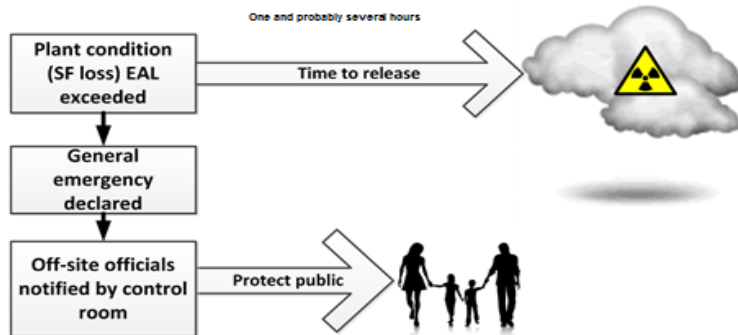 One and probably several hours
Plant condition
(SF loss) EAL
exceeded
Time to release
General
emergency
declared
Off-site officials
notified by control
room
Protect public